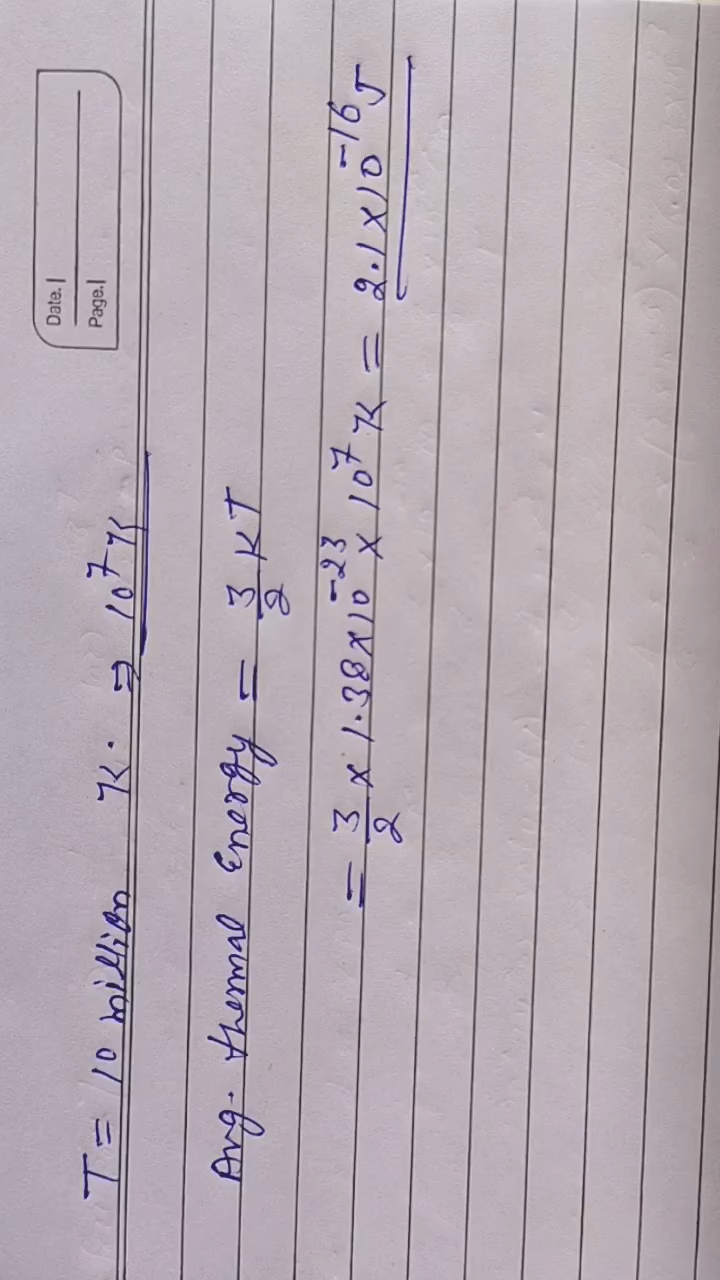 Date.|
Page.|
T = 10 million K. ⇒ 10⁷ K
Avg. thermal Energy = 3/2 KT
= 3/2 × 1.38×10⁻²³ × 10⁷ K = 2.1×10⁻¹⁶ J